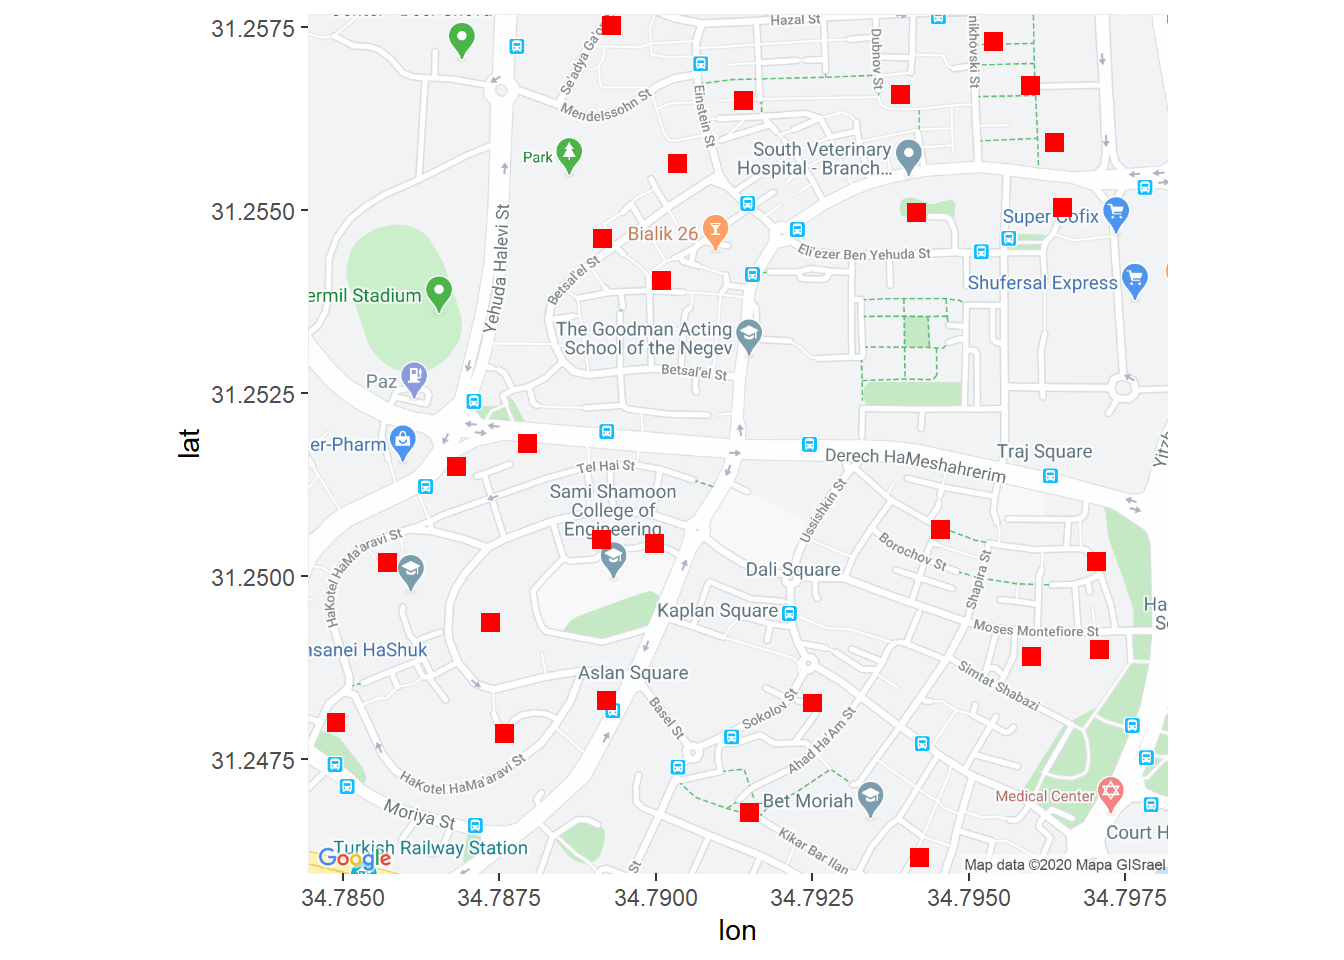 31.2575
31.2550
31.2525
31.2500
31.2475
lat
Hazal St
Se'adya Ga'o
Mendelssohn St
Einstein St
Dubnov St
nikhovski St
Park
South Veterinary
Hospital - Branch...
Yehuda Halevi St
Bialik 26
Super Cofix
Eli'ezer Ben Yehuda St
Betsal'el St
ermil Stadium
Shufersal Express
The Goodman Acting
School of the Negev
Paz
Betsal'el St
er-Pharm
Derech HaMeshahrerim
Traj Square
Yitzh
Tel Hai St
Sami Shamoon
College of
Engineering
Ussishkin St
HaKotel HaMa'aravi St
Borochov St
Dali Square
Shapira St
Kaplan Square
Ha
Moses Montefiore St
asanei HaShuk
Aslan Square
Simtat Shabazi
Basel St
Sokolov St
Ahad Ha'Am St
HaKotel HaMa'aravi St
Moriya St
Bet Moriah
Medical Center
Kikar Bar Ilan
Court H
Turkish Railway Station
Google
St
Map data ©2020 Mapa GISrael
34.7850
34.7875
34.7900
34.7925
34.7950
34.7975
lon